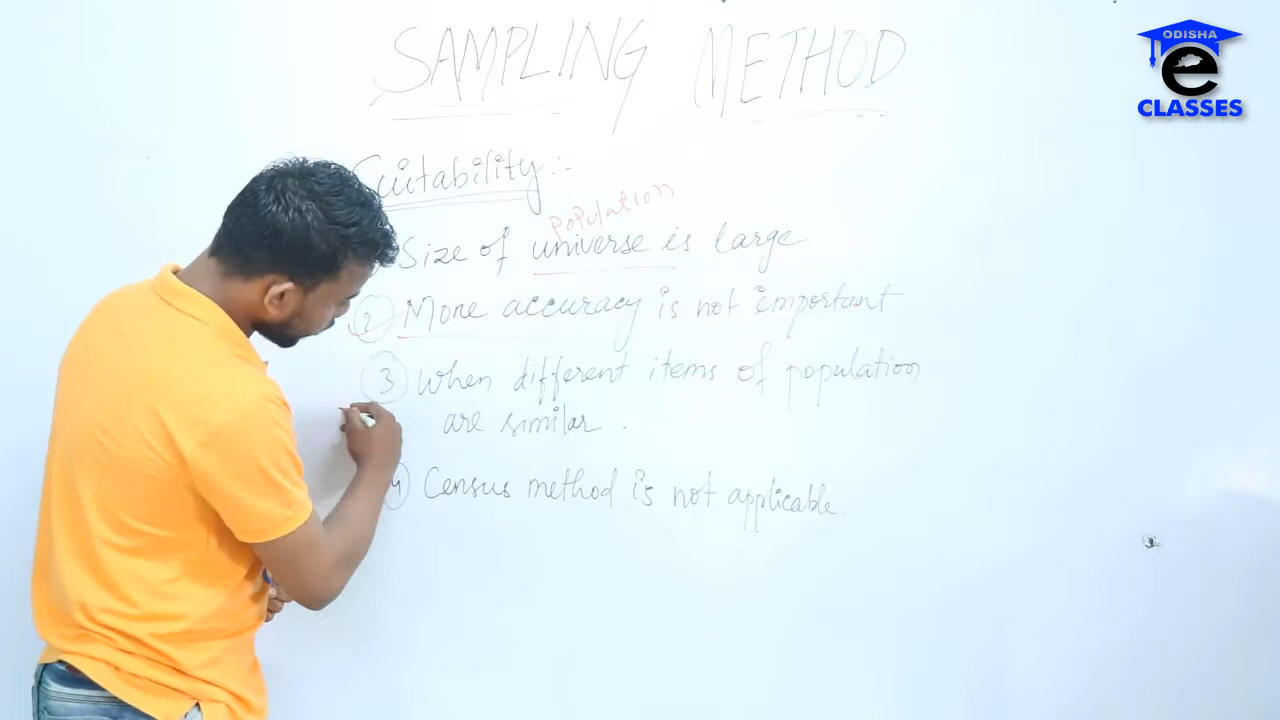 SAMPLING METHOD
ODISHA
e
CLASSES
Suitability :-
population
Size of universe is large.
2 More accuracy is not important
3 When different items of population
are similar .
4 Census method is not applicable.